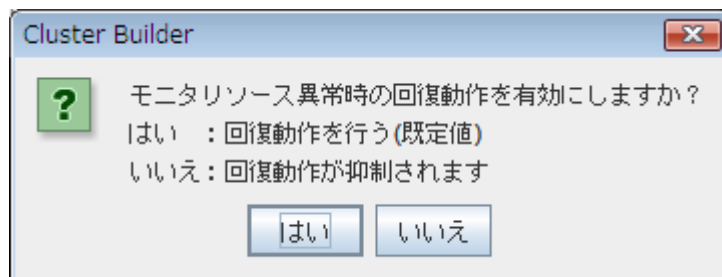 Cluster Builder
モニタリソース異常時の回復動作を有効にしますか？
はい　：回復動作を行う(既定値)
いいえ：回復動作が抑制されます
はい　いいえ